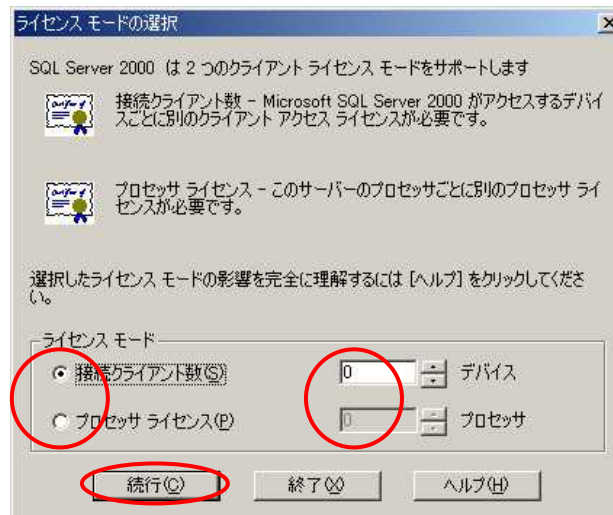 ライセンス モードの選択
SQL Server 2000 は 2 つのクライアント ライセンス モードをサポートします
接続クライアント数 - Microsoft SQL Server 2000 がアクセスするデバイ
スごとに別のクライアント アクセス ライセンスが必要です。
プロセッサ ライセンス - このサーバーのプロセッサごとに別のプロセッサ ライ
センスが必要です。
選択したライセンス モードの影響を完全に理解するには [ヘルプ] をクリックしてくださ
い。
ライセンス モード
接続クライアント数(S) 0 デバイス
プロセッサ ライセンス(P) 0 プロセッサ
続行(C) 終了(X) ヘルプ(H)